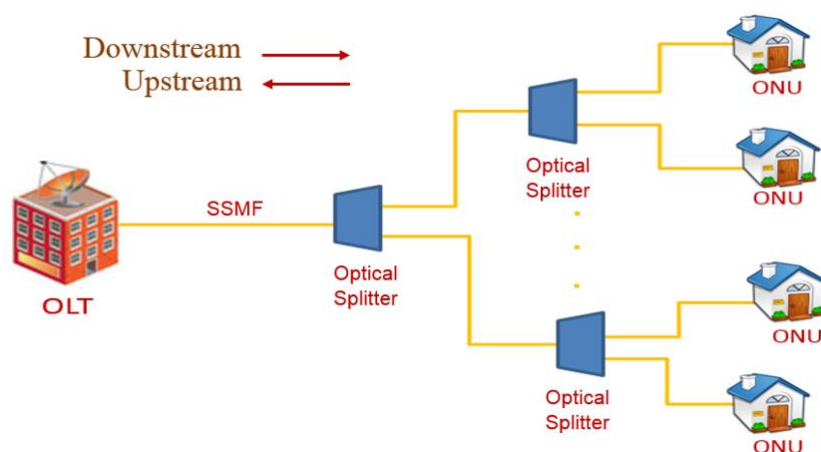 Downstream
Upstream
ONU
Optical
Splitter
ONU
SSMF
Optical
Splitter
OLT
ONU
Optical
Splitter
ONU